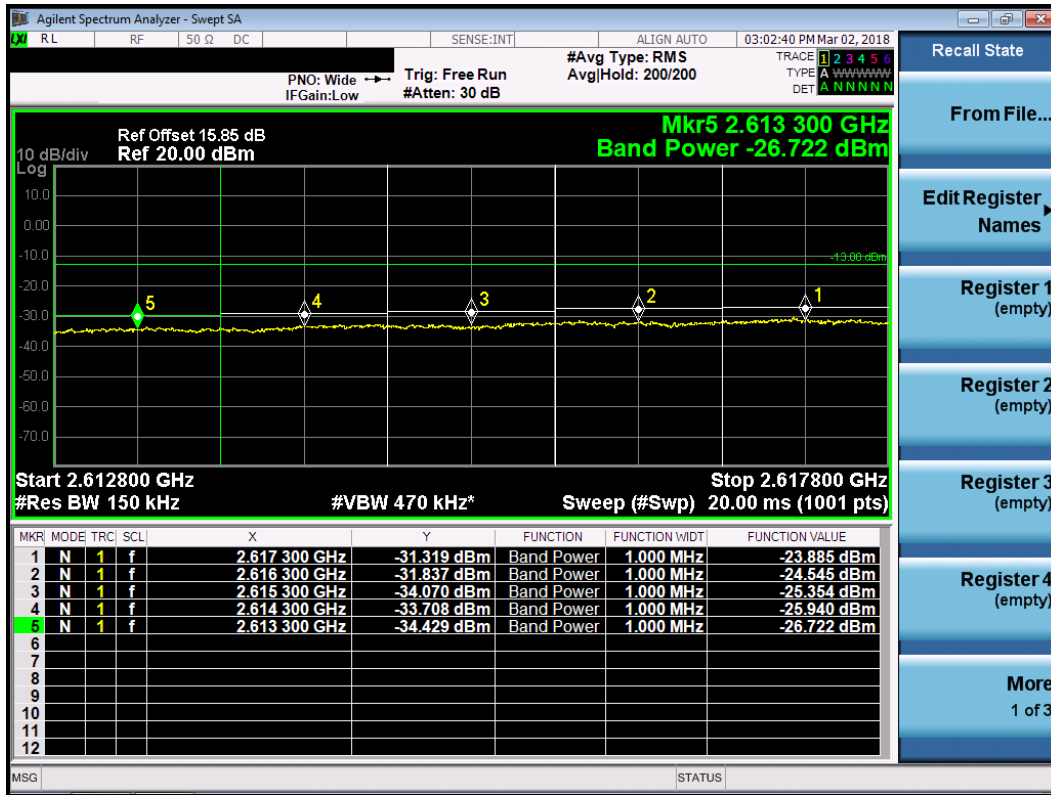 Agilent Spectrum Analyzer - Swept SA
LXI RL RF 50 Ω DC SENSE:INT ALIGN AUTO 03:02:40 PM Mar 02, 2018
PNO: Wide Trig: Free Run #Avg Type: RMS TRACE 1 2 3 4 5 6
IFGain:Low #Atten: 30 dB Avg|Hold: 200/200 TYPE A WWWWW
DET A N N N N N
Ref Offset 15.85 dB Mkr5 2.613 300 GHz
10 dB/div Ref 20.00 dBm Band Power -26.722 dBm
Log
10.0
0.00
-10.0 -13.00 dBm
-20.0
5 4 3 2 1
-30.0
-40.0
-50.0
-60.0
-70.0
Start 2.612800 GHz Stop 2.617800 GHz
#Res BW 150 kHz #VBW 470 kHz* Sweep (#Swp) 20.00 ms (1001 pts)
MKR MODE TRC SCL X Y FUNCTION FUNCTION WIDT FUNCTION VALUE
1 N 1 f 2.617 300 GHz -31.319 dBm Band Power 1.000 MHz -23.885 dBm
2 N 1 f 2.616 300 GHz -31.837 dBm Band Power 1.000 MHz -24.545 dBm
3 N 1 f 2.615 300 GHz -34.070 dBm Band Power 1.000 MHz -25.354 dBm
4 N 1 f 2.614 300 GHz -33.708 dBm Band Power 1.000 MHz -25.940 dBm
5 N 1 f 2.613 300 GHz -34.429 dBm Band Power 1.000 MHz -26.722 dBm
6
7
8
9
10
11
12
MSG STATUS
Recall State
From File...
Edit Register
Names
Register 1
(empty)
Register 2
(empty)
Register 3
(empty)
Register 4
(empty)
More
1 of 3